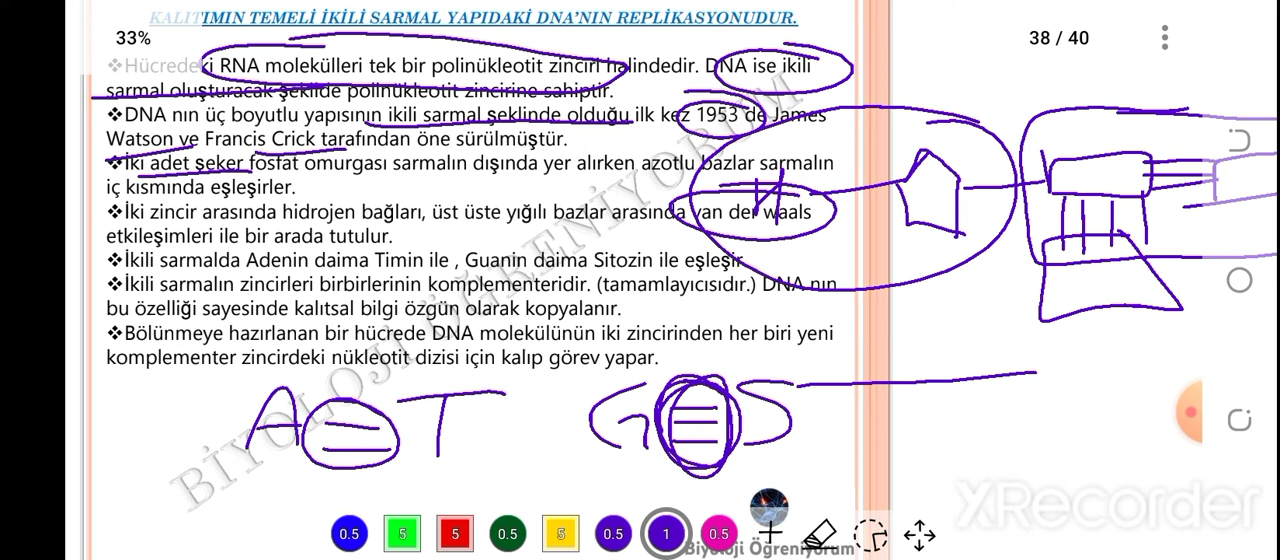 KALITIMIN TEMELİ İKİLİ SARMAL YAPIDAKİ DNA’NIN REPLİKASYONUDUR.
33%
38 / 40
❖Hücredeki RNA molekülleri tek bir polinükleotit zinciri halindedir. DNA ise ikili
sarmal oluşturacak şekilde polinükleotit zincirine sahiptir.
❖DNA nın üç boyutlu yapısının ikili sarmal şeklinde olduğu ilk kez 1953’de James
Watson ve Francis Crick tarafından öne sürülmüştür.
❖İki adet şeker fosfat omurgası sarmalın dışında yer alırken azotlu bazlar sarmalın
iç kısmında eşleşirler.
❖İki zincir arasında hidrojen bağları, üst üste yığılı bazlar arasında van der waals
etkileşimleri ile bir arada tutulur.
❖İkili sarmalda Adenin daima Timin ile , Guanin daima Sitozin ile eşleşir
❖İkili sarmalın zincirleri birbirlerinin komplementeridir. (tamamlayıcısıdır.) DNA nın
bu özelliği sayesinde kalıtsal bilgi özgün olarak kopyalanır.
❖Bölünmeye hazırlanan bir hücrede DNA molekülünün iki zincirinden her biri yeni
komplementer zincirdeki nükleotit dizisi için kalıp görev yapar.
A = T G ≡ S
BİYOLOJİ ÖĞRENİYORUM
XRecorder
0.5 5 5 0.5 5 0.5 1 0.5
Biyoloji Öğreniyorum